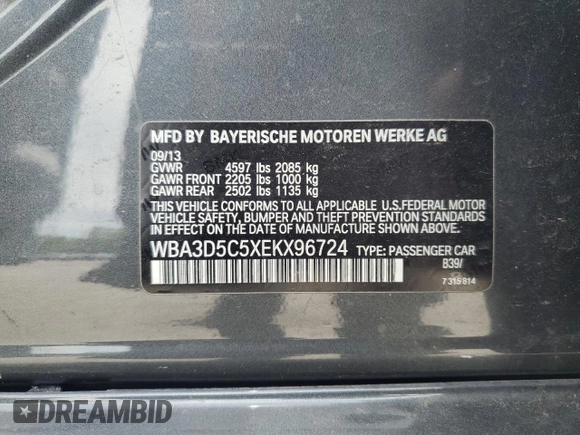 MFD BY BAYERISCHE MOTOREN WERKE AG
09/13
GVWR 4597 lbs 2085 kg
GAWR FRONT 2205 lbs 1000 kg
GAWR REAR 2502 lbs 1135 kg
THIS VEHICLE CONFORMS TO ALL APPLICABLE U.S.FEDERAL MOTOR
VEHICLE SAFETY, BUMPER AND THEFT PREVENTION STANDARDS
IN EFFECT ON THE DATE OF MANUFACTURE SHOWN ABOVE.
WBA3D5C5XEKX96724 TYPE: PASSENGER CAR
B39/
7 315 814
DREAMBID